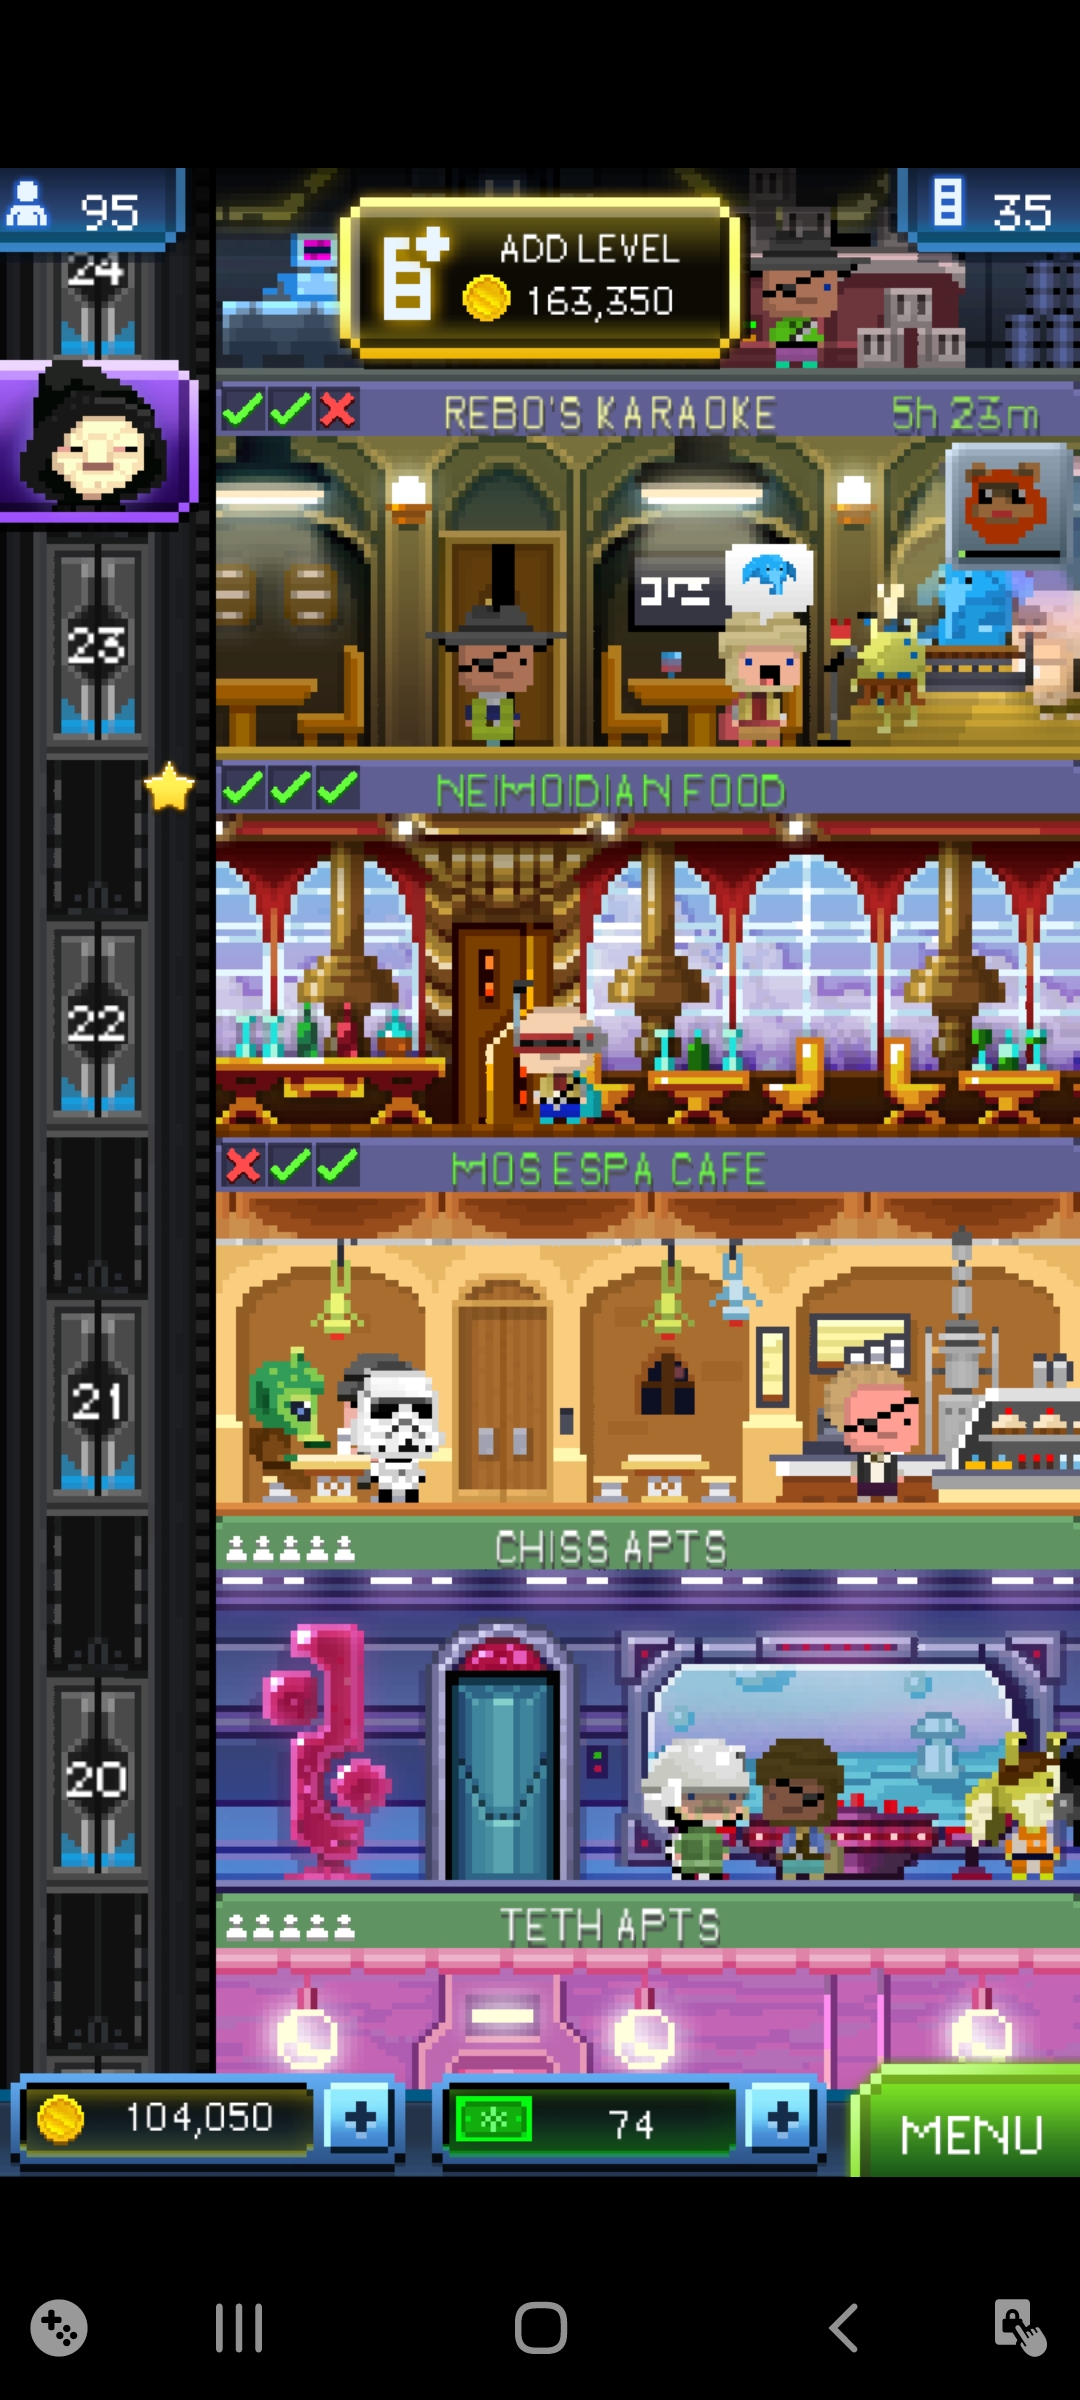 95
ADD LEVEL
163,350
35
24
REBO'S KARAOKE
5h 23m
23
NEIMOIDIAN FOOD
22
MOS ESPA CAFE
21
CHISS APTS
20
TETH APTS
104,050
74
MENU